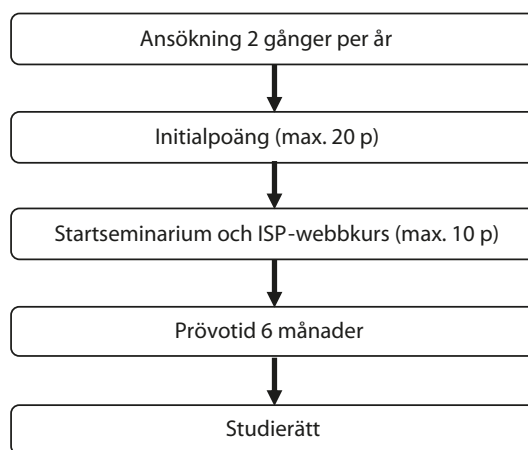 Ansökning 2 gånger per år
Initialpoäng (max. 20 p)
Startseminarium och ISP-webbkurs (max. 10 p)
Prövotid 6 månader
Studierätt